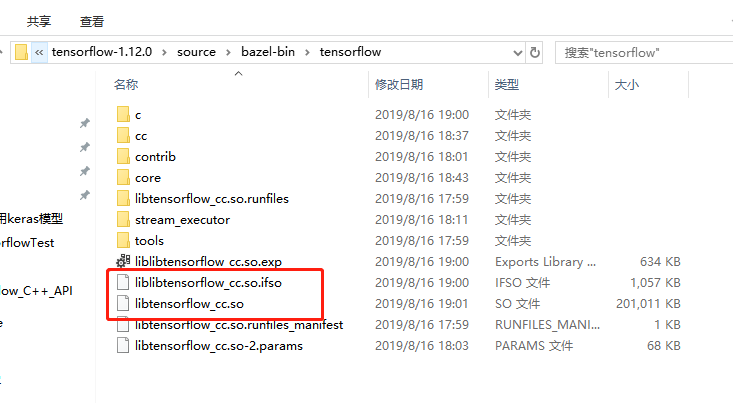 共享 查看
« tensorflow-1.12.0 > source > bazel-bin > tensorflow 搜索"tensorflow"
名称 修改日期 类型 大小
c 2019/8/16 19:00 文件夹
cc 2019/8/16 18:37 文件夹
contrib 2019/8/16 18:01 文件夹
core 2019/8/16 18:43 文件夹
libtensorflow_cc.so.runfiles 2019/8/16 17:59 文件夹
用keras模型 stream_executor 2019/8/16 18:11 文件夹
orflowTest tools 2019/8/16 17:59 文件夹
liblibtensorflow_cc.so.exp 2019/8/16 19:00 Exports Library ... 634 KB
ow_C++_API liblibtensorflow_cc.so.ifso 2019/8/16 19:00 IFSO 文件 1,057 KB
libtensorflow_cc.so 2019/8/16 19:01 SO 文件 201,011 KB
e libtensorflow_cc.so.runfiles_manifest 2019/8/16 17:59 RUNFILES_MANI... 1 KB
libtensorflow_cc.so-2.params 2019/8/16 18:03 PARAMS 文件 68 KB